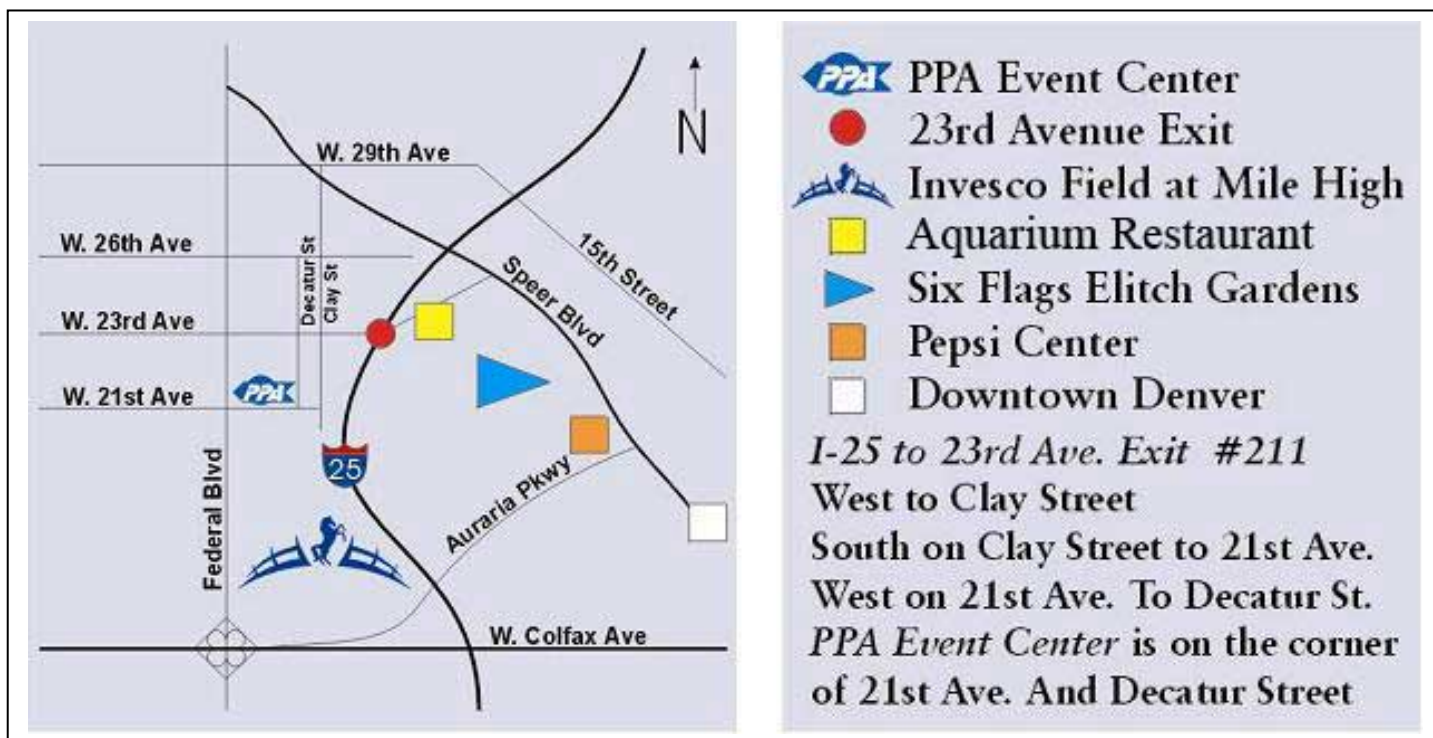 N
W. 29th Ave
W. 26th Ave
Decatur St
Clay St
15th Street
Speer Blvd
W. 23rd Ave
PPA
W. 21st Ave
25
Federal Blvd
Auraria Pkwy
W. Colfax Ave
PPA PPA Event Center
23rd Avenue Exit
Invesco Field at Mile High
Aquarium Restaurant
Six Flags Elitch Gardens
Pepsi Center
Downtown Denver
I-25 to 23rd Ave. Exit #211
West to Clay Street
South on Clay Street to 21st Ave.
West on 21st Ave. To Decatur St.
PPA Event Center is on the corner
of 21st Ave. And Decatur Street